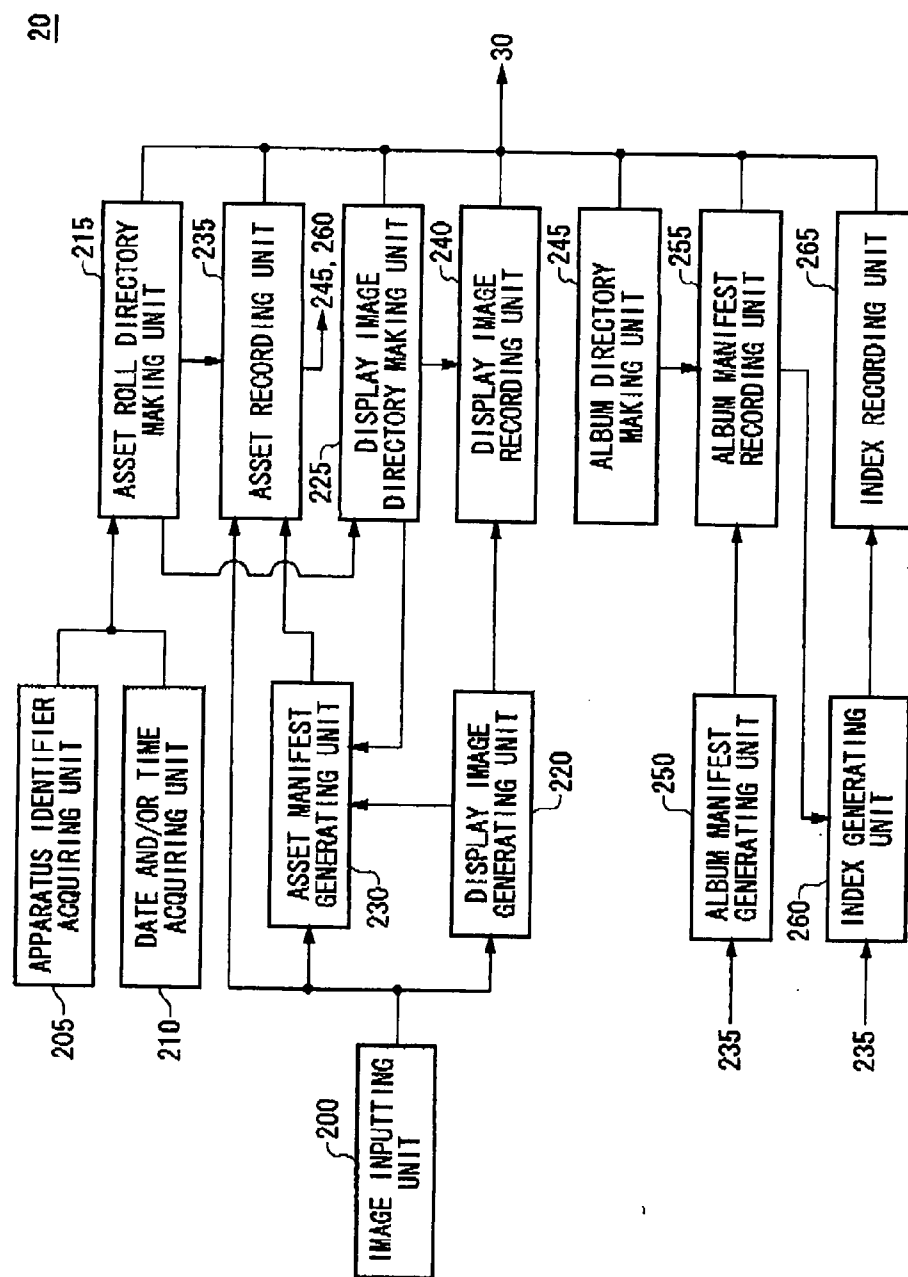 20
215
ASSET ROLL DIRECTORY
MAKING UNIT
235
ASSET RECORDING UNIT
245, 260
225
DISPLAY IMAGE
DIRECTORY MAKING UNIT
240
DISPLAY IMAGE
RECORDING UNIT
30
245
ALBUM DIRECTORY
MAKING UNIT
255
ALBUM MANIFEST
RECORDING UNIT
265
INDEX RECORDING UNIT
APPARATUS IDENTIFIER
ACQUIRING UNIT
205
DATE AND/OR TIME
ACQUIRING UNIT
210
ASSET MANIFEST
GENERATING UNIT
230
DISPLAY IMAGE
GENERATING UNIT
220
250
ALBUM MANIFEST
GENERATING UNIT
235
260
INDEX GENERATING
UNIT
235
200
IMAGE INPUTTING
UNIT